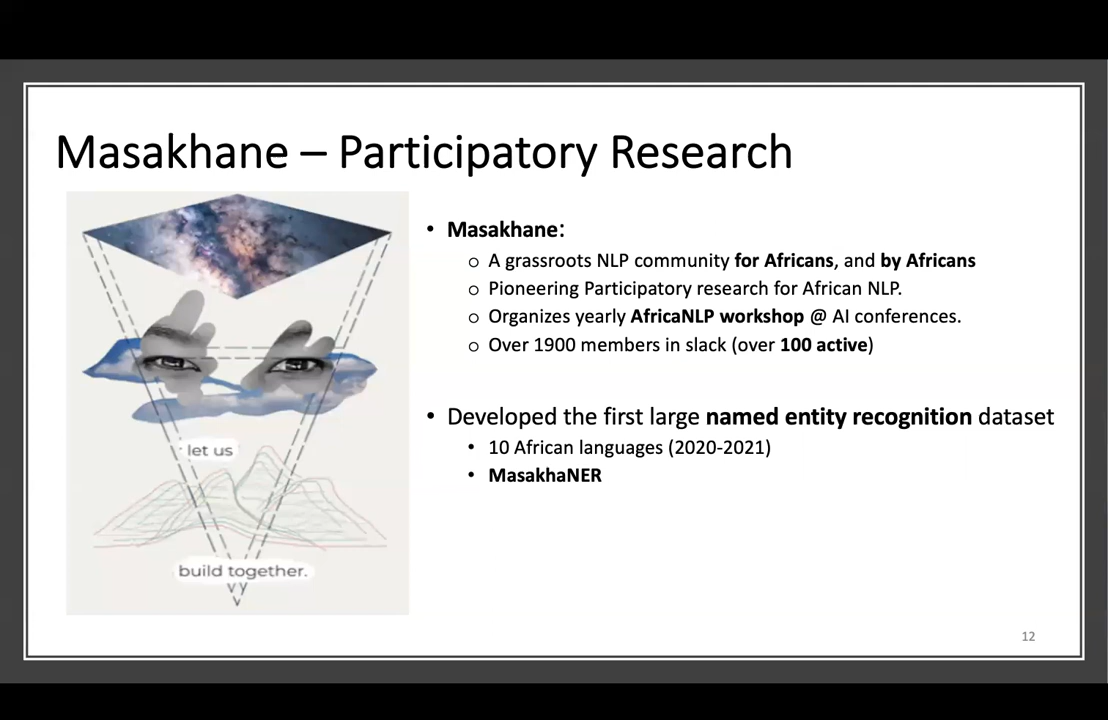 Masakhane – Participatory Research
• Masakhane:
o A grassroots NLP community for Africans, and by Africans
o Pioneering Participatory research for African NLP.
o Organizes yearly AfricaNLP workshop @ AI conferences.
o Over 1900 members in slack (over 100 active)
• Developed the first large named entity recognition dataset
• 10 African languages (2020-2021)
• MasakhaNER
let us
build together.
12